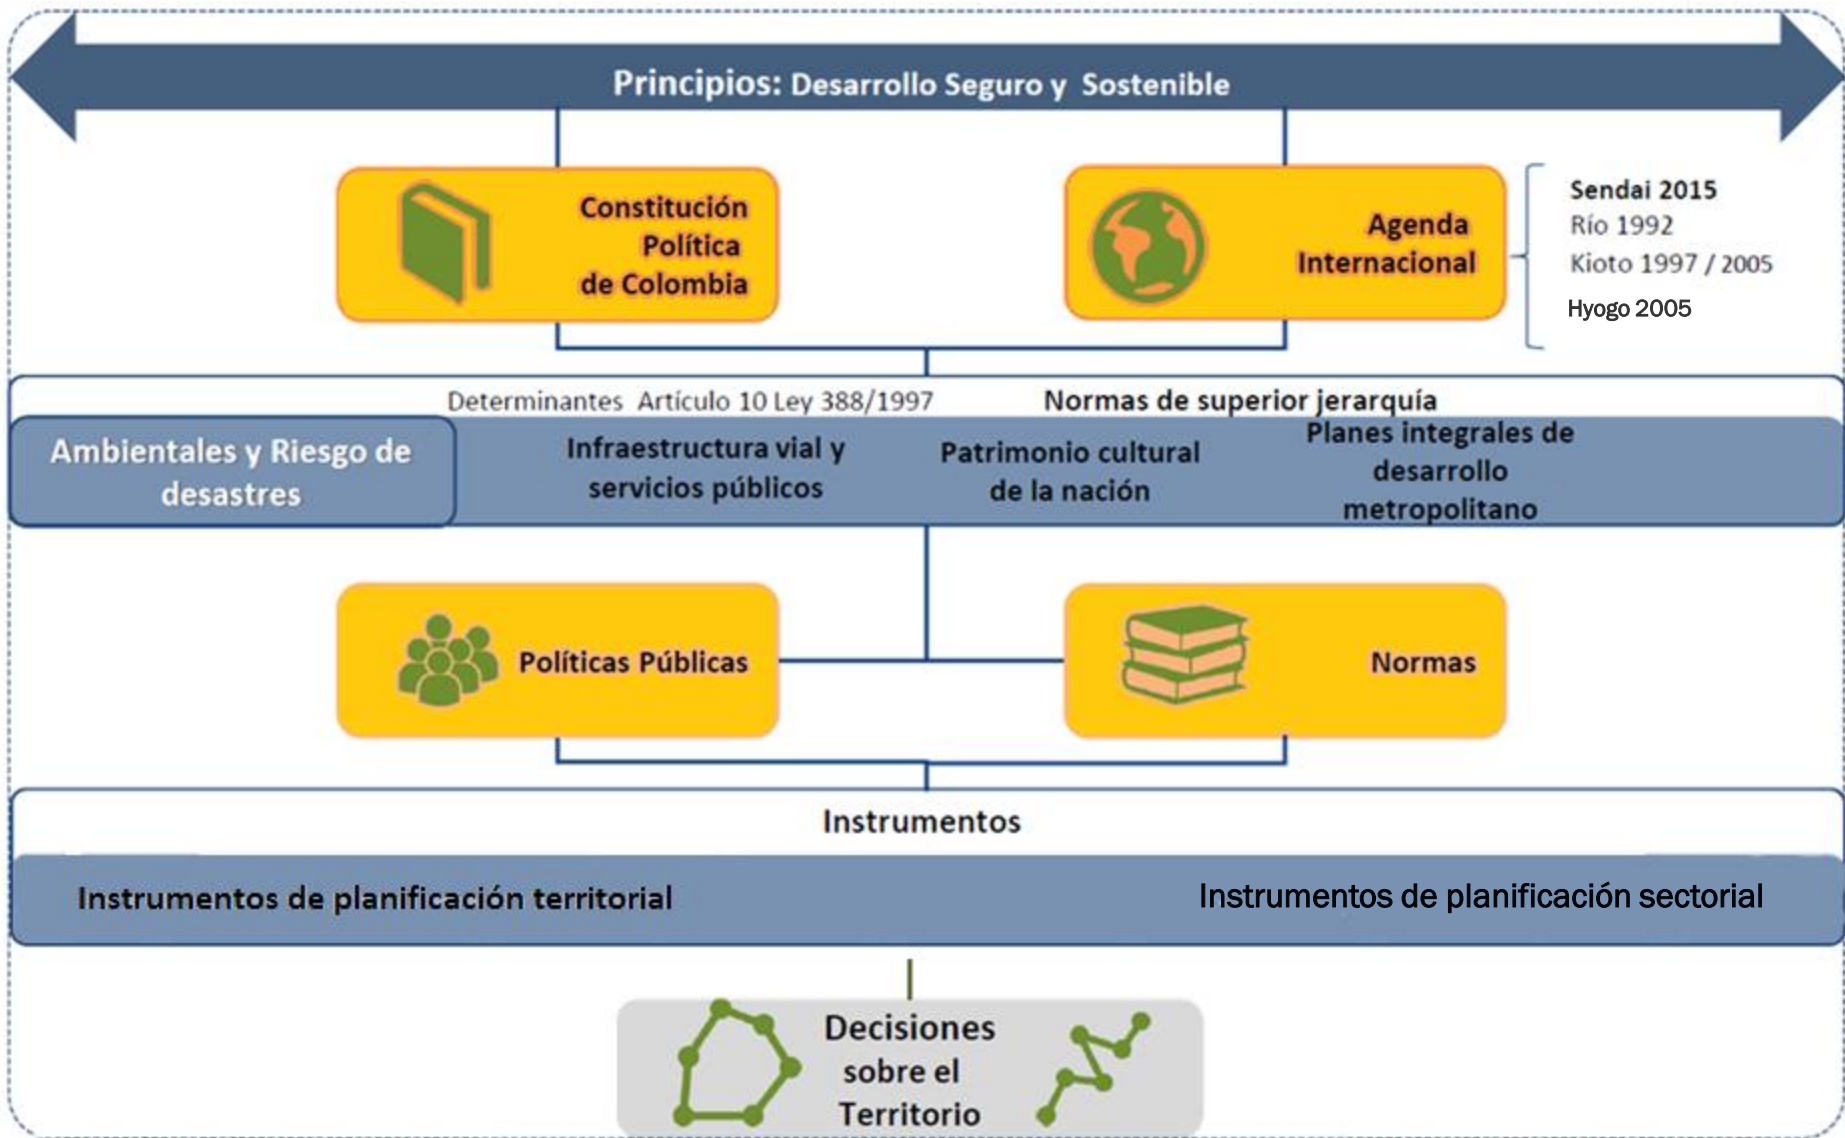 Principios: Desarrollo Seguro y Sostenible
Constitución
Política
de Colombia
Agenda
Internacional
Sendai 2015
Río 1992
Kioto 1997 / 2005
Hyogo 2005
Determinantes Artículo 10 Ley 388/1997
Normas de superior jerarquía
Ambientales y Riesgo de
desastres
Infraestructura vial y
servicios públicos
Patrimonio cultural
de la nación
Planes integrales de
desarrollo
metropolitano
Políticas Públicas
Normas
Instrumentos
Instrumentos de planificación territorial
Instrumentos de planificación sectorial
Decisiones
sobre el
Territorio